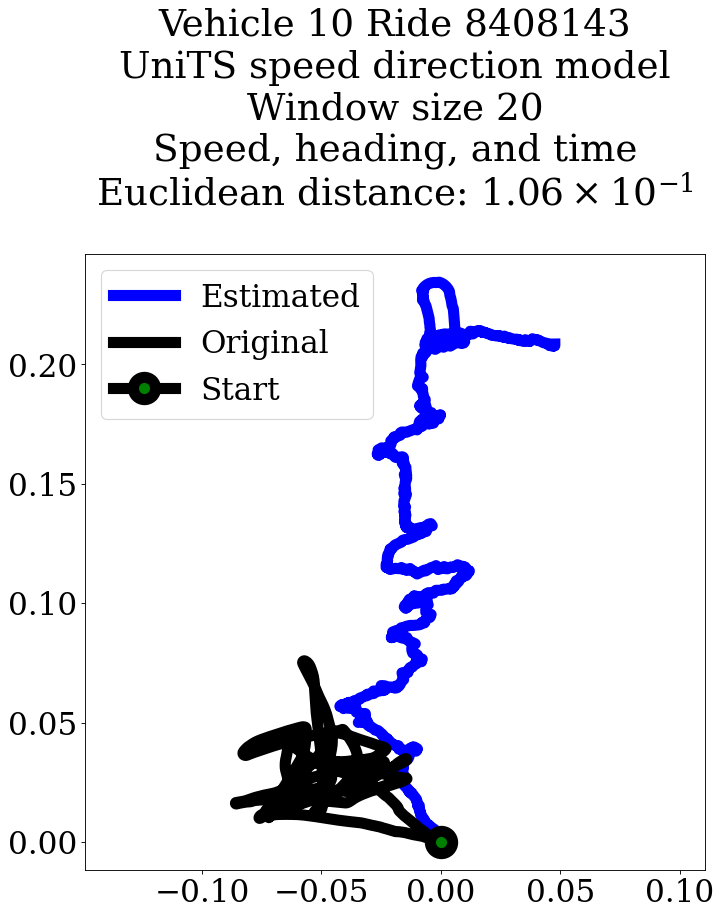 Vehicle 10 Ride 8408143
UniTS speed direction model
Window size 20
Speed, heading, and time
Euclidean distance: 1.06 × 10⁻¹
Estimated
Original
Start
0.20
0.15
0.10
0.05
0.00
−0.10 −0.05 0.00 0.05 0.10